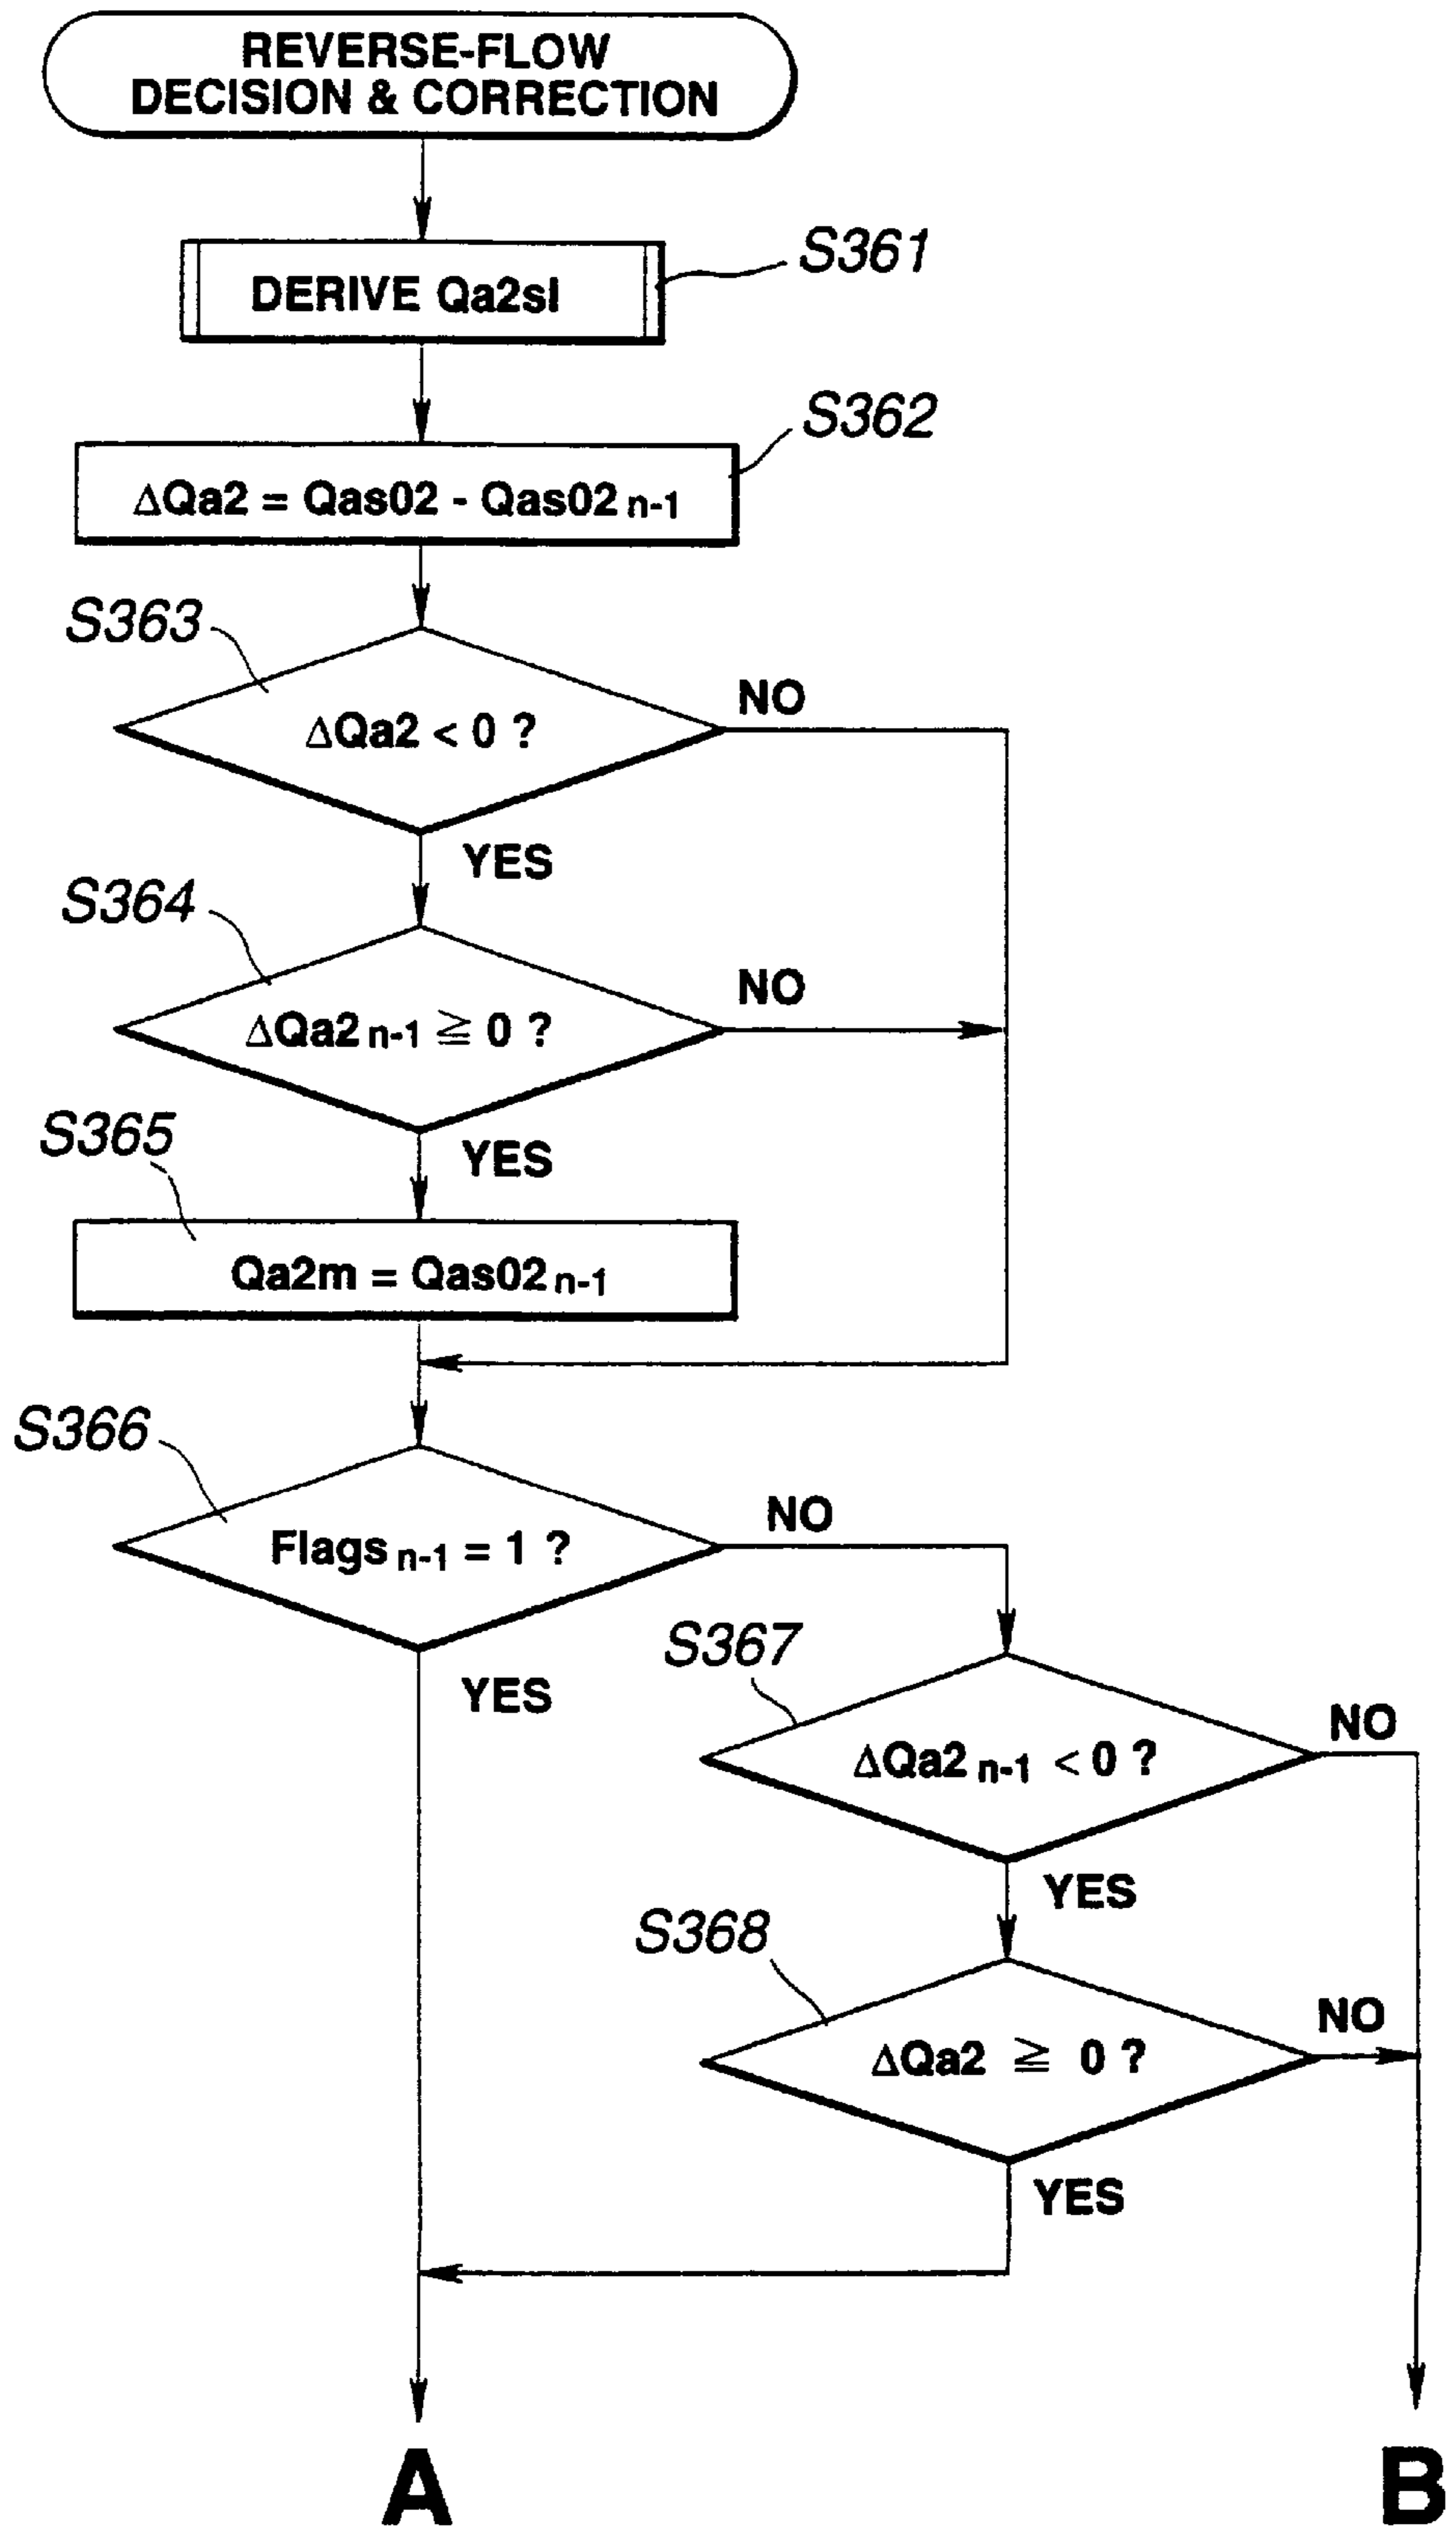 REVERSE-FLOW
DECISION & CORRECTION
S361
DERIVE Qa2sl
S362
ΔQa2 = Qas02 - Qas02 n-1
S363
ΔQa2 < 0 ?
NO
YES
S364
ΔQa2 n-1 ≧ 0 ?
NO
YES
S365
Qa2m = Qas02 n-1
S366
Flags n-1 = 1 ?
NO
YES
S367
ΔQa2 n-1 < 0 ?
NO
YES
S368
ΔQa2 ≧ 0 ?
NO
YES
A
B